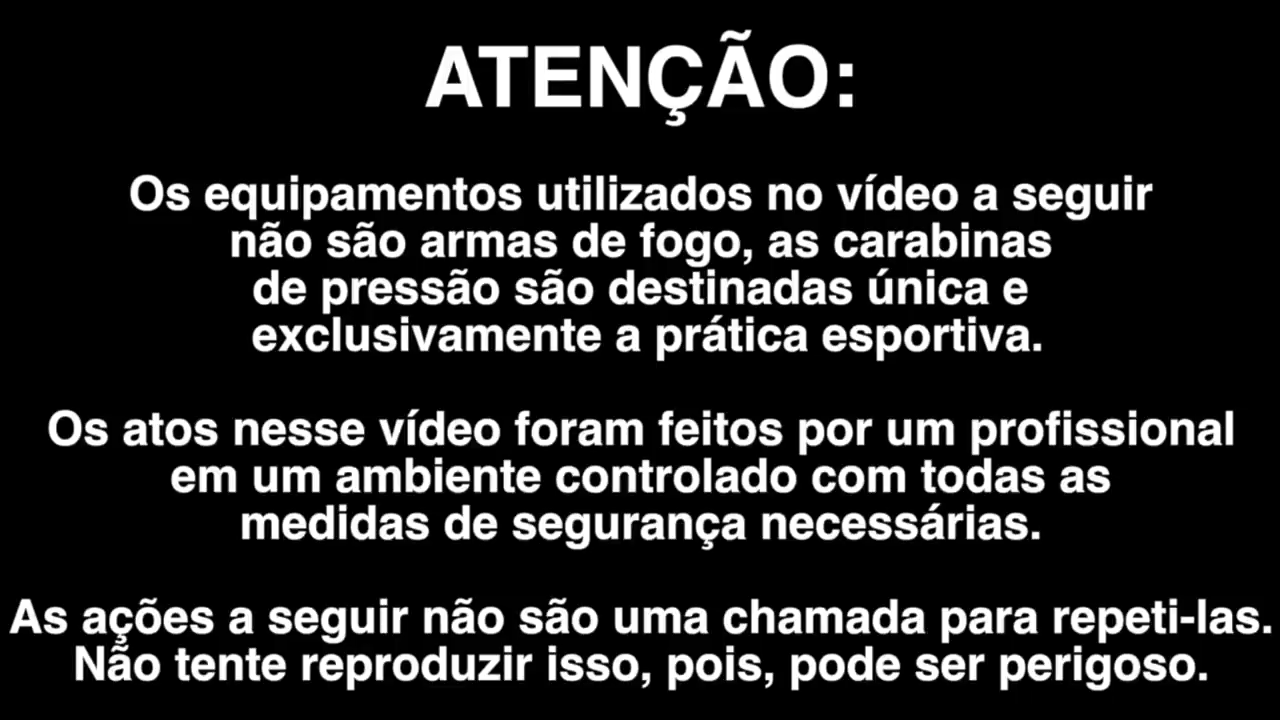 ATENÇÃO:
Os equipamentos utilizados no vídeo a seguir
não são armas de fogo, as carabinas
de pressão são destinadas única e
exclusivamente a prática esportiva.
Os atos nesse vídeo foram feitos por um profissional
em um ambiente controlado com todas as
medidas de segurança necessárias.
As ações a seguir não são uma chamada para repeti-las.
Não tente reproduzir isso, pois, pode ser perigoso.